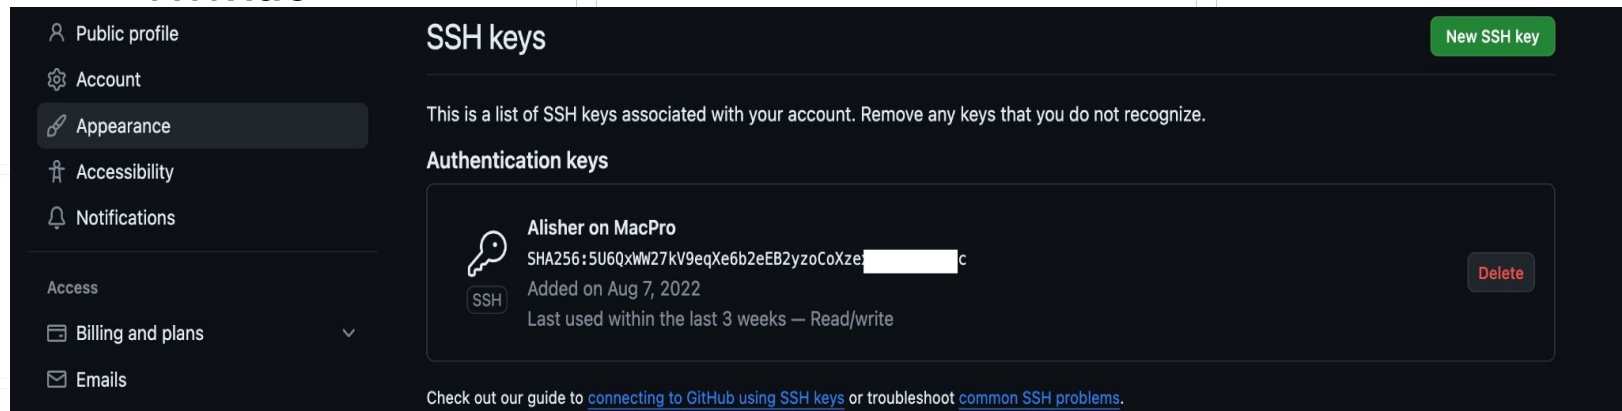 Public profile
Account
Appearance
Accessibility
Notifications
Access
Billing and plans
Emails
SSH keys
New SSH key
This is a list of SSH keys associated with your account. Remove any keys that you do not recognize.
Authentication keys
Alisher on MacPro
SHA256:5U6QxWW27kV9eqXe6b2eEB2yzoCoXze c
SSH
Added on Aug 7, 2022
Last used within the last 3 weeks — Read/write
Delete
Check out our guide to connecting to GitHub using SSH keys or troubleshoot common SSH problems.